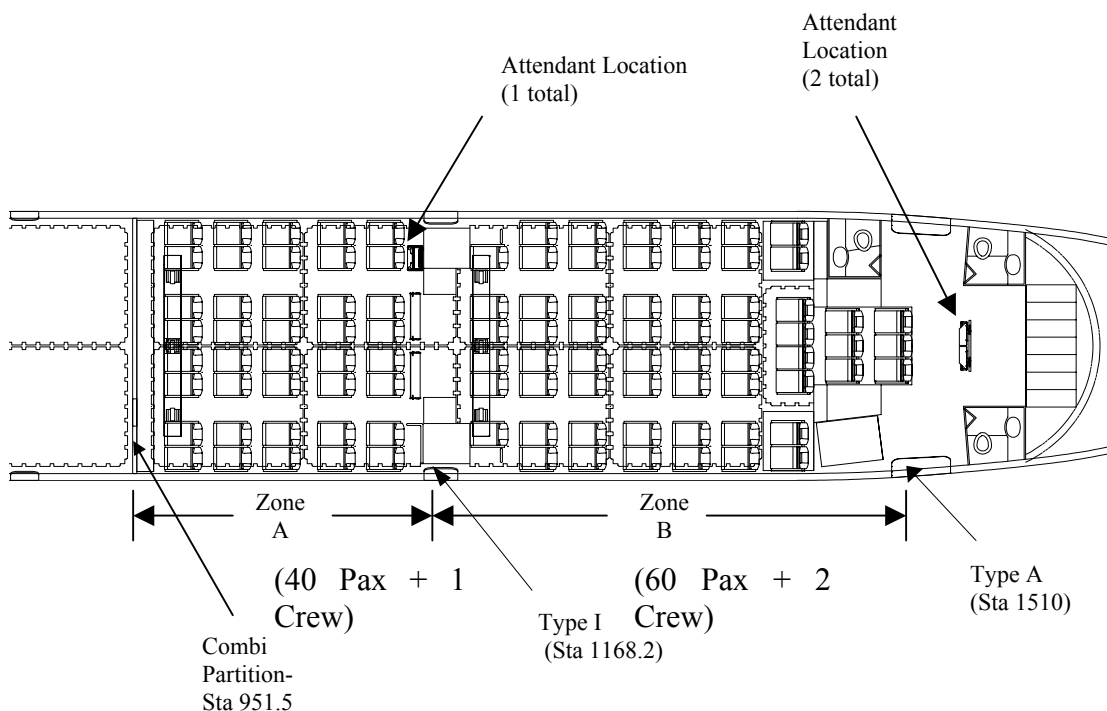 Attendant
Location
(2 total)
Attendant Location
(1 total)
Zone
A
Zone
B
(40 Pax + 1
Crew)
(60 Pax + 2
Crew)
Type I
(Sta 1168.2)
Type A
(Sta 1510)
Combi
Partition-
Sta 951.5